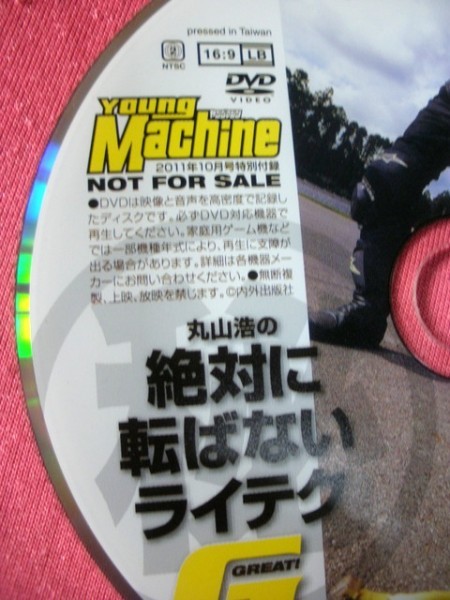 pressed in Taiwan
2 16:9 LB
NTSC
DVD
VIDEO
Young
Machine
2011年10月号特別付録
NOT FOR SALE
●DVDは映像と音声を高密度で記録し
たディスクです。必ずDVD対応機器で
再生してください。家庭用ゲーム機など
では一部機種年式により、再生に支障が
出る場合があります。詳細は各機器メー
カーにお問い合わせください。●無断複
製、上映、放映を禁じます。©内外出版社
丸山浩の
絶対に
転ばない
ライテク
GREAT!